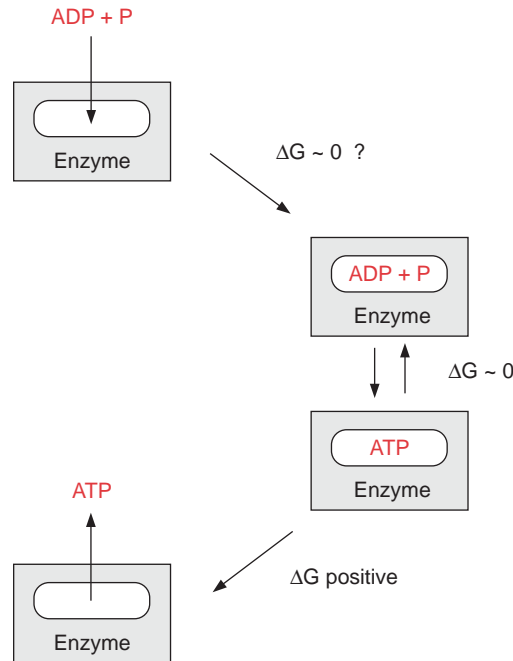 ADP + P
Enzyme
ΔG ~ 0 ?
ADP + P
Enzyme
ΔG ~ 0
ATP
Enzyme
ATP
ΔG positive
Enzyme